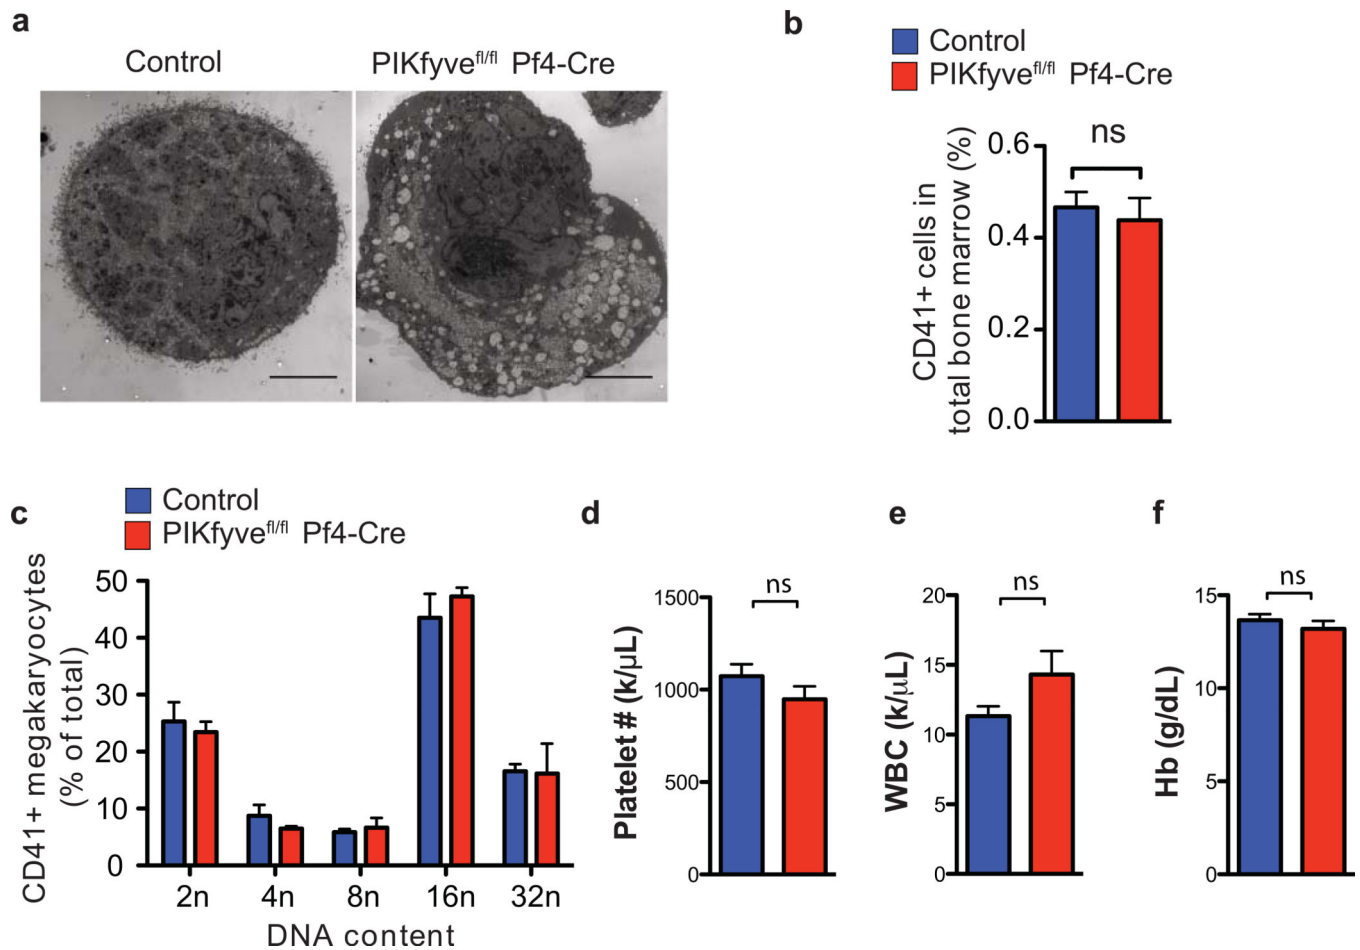 a
Control
PIKfyvefl/fl Pf4-Cre
b
Control
PIKfyvefl/fl Pf4-Cre
CD41+ cells in
total bone marrow (%)
0.6
0.4
0.2
0.0
ns
c
Control
PIKfyvefl/fl Pf4-Cre
CD41+ megakaryocytes
(% of total)
50
40
30
20
10
0
2n 4n 8n 16n 32n
DNA content
d
Platelet # (k/μL)
1500
1000
500
0
ns
e
WBC (k/μL)
20
15
10
5
0
ns
f
Hb (g/dL)
15
10
5
0
ns